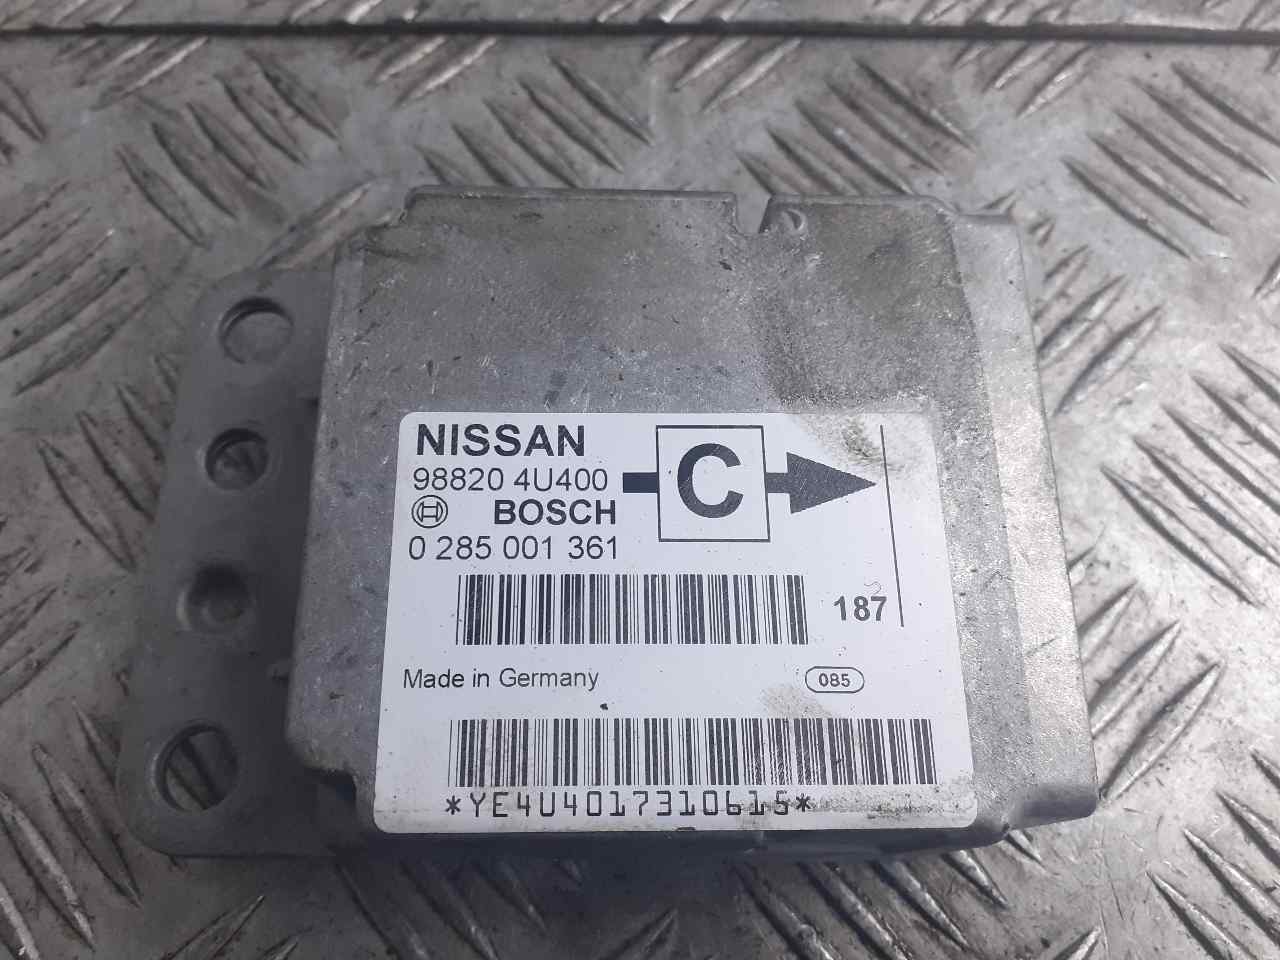 NISSAN
98820 4U400
C
BOSCH
0 285 001 361
187
Made in Germany
085
*YE4U4017310615*